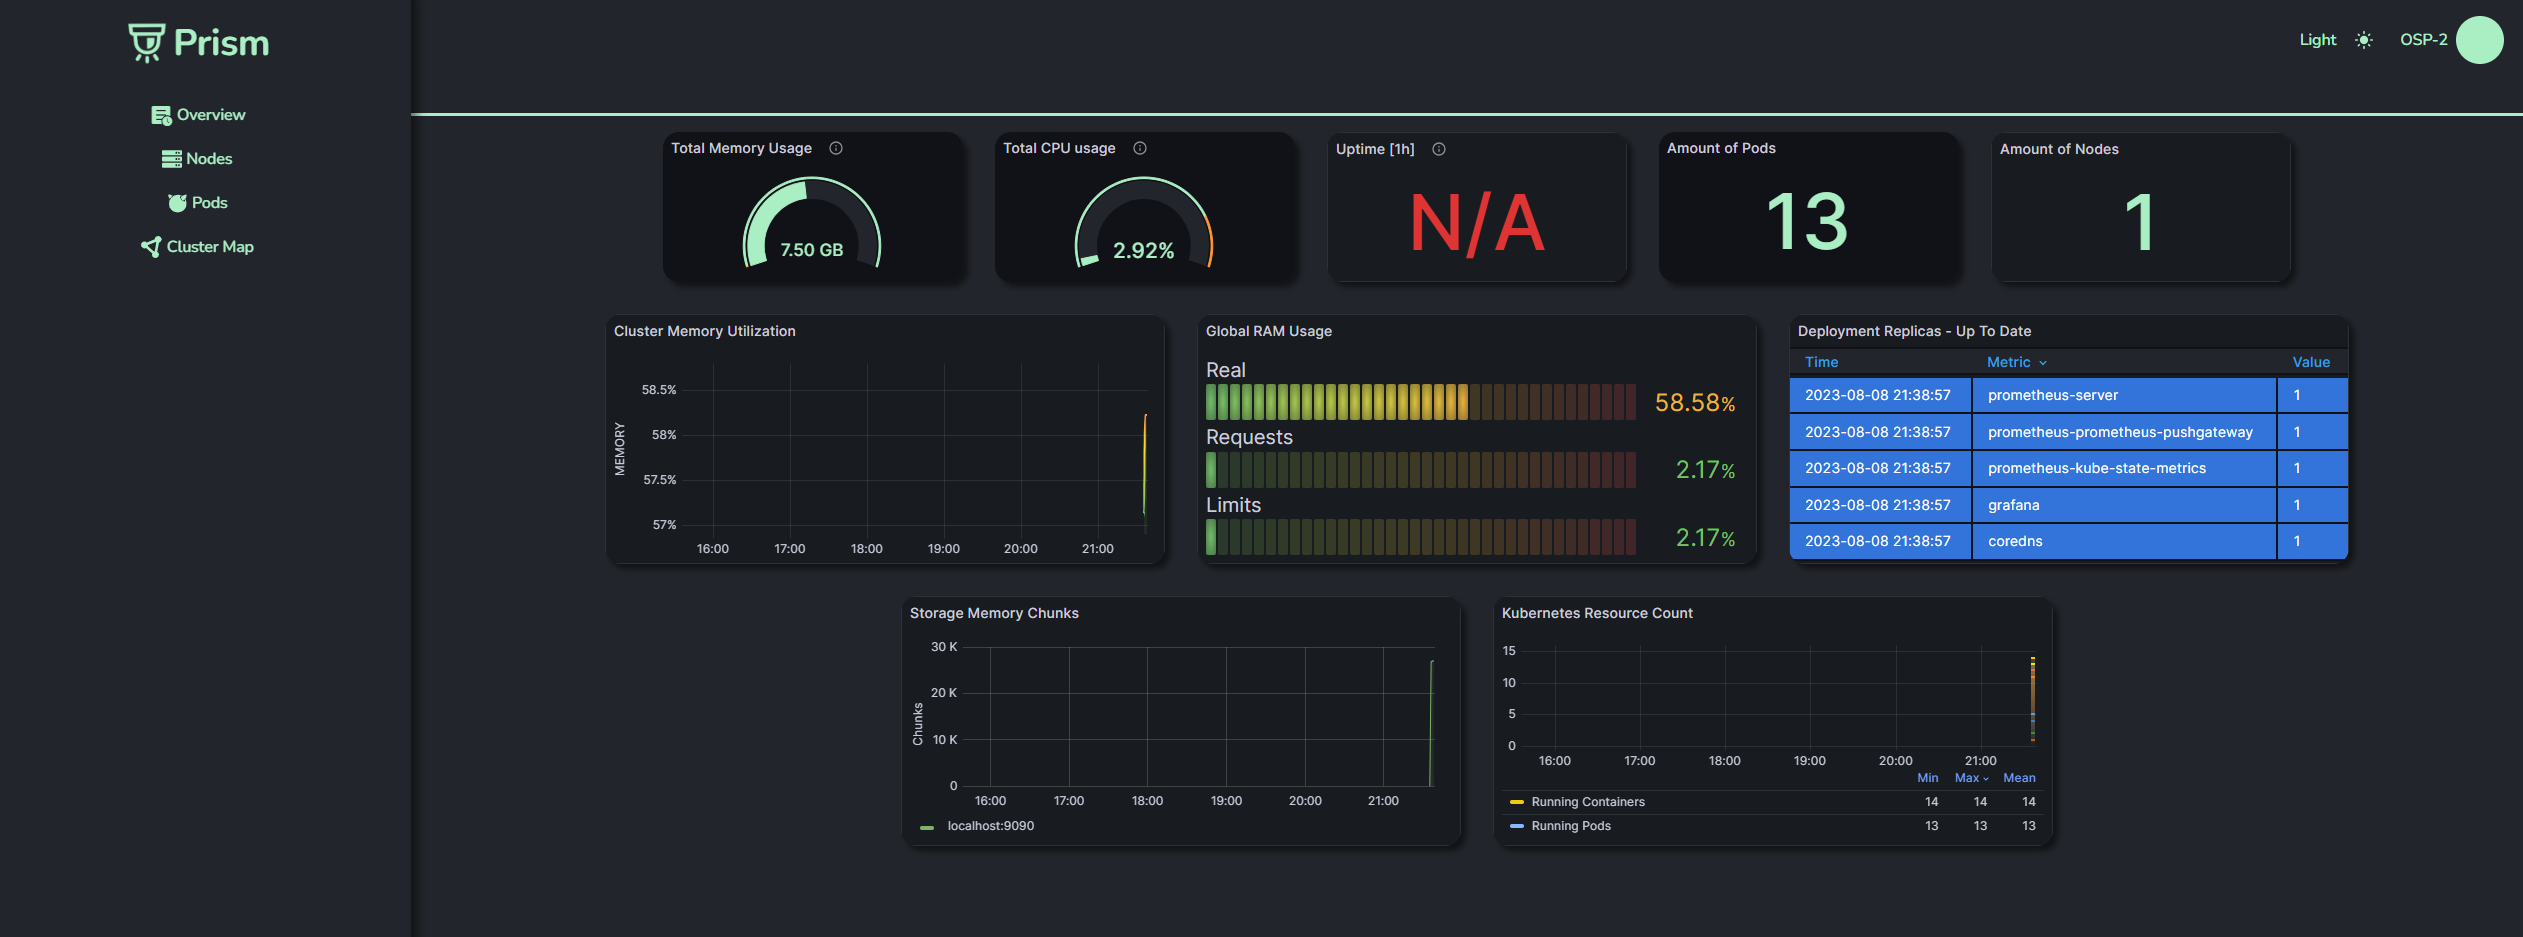 Prism
Overview
Nodes
Pods
Cluster Map
Light
OSP-2
Total Memory Usage
7.50 GB
Total CPU usage
2.92%
Uptime [1h]
N/A
Amount of Pods
13
Amount of Nodes
1
Cluster Memory Utilization
MEMORY
58.5%
58%
57.5%
57%
16:00 17:00 18:00 19:00 20:00 21:00
Global RAM Usage
Real
58.58%
Requests
2.17%
Limits
2.17%
Deployment Replicas - Up To Date
Time Metric Value
2023-08-08 21:38:57 prometheus-server 1
2023-08-08 21:38:57 prometheus-prometheus-pushgateway 1
2023-08-08 21:38:57 prometheus-kube-state-metrics 1
2023-08-08 21:38:57 grafana 1
2023-08-08 21:38:57 coredns 1
Storage Memory Chunks
Chunks
30 K
20 K
10 K
0
16:00 17:00 18:00 19:00 20:00 21:00
localhost:9090
Kubernetes Resource Count
15
10
5
0
16:00 17:00 18:00 19:00 20:00 21:00
Min Max Mean
Running Containers 14 14 14
Running Pods 13 13 13